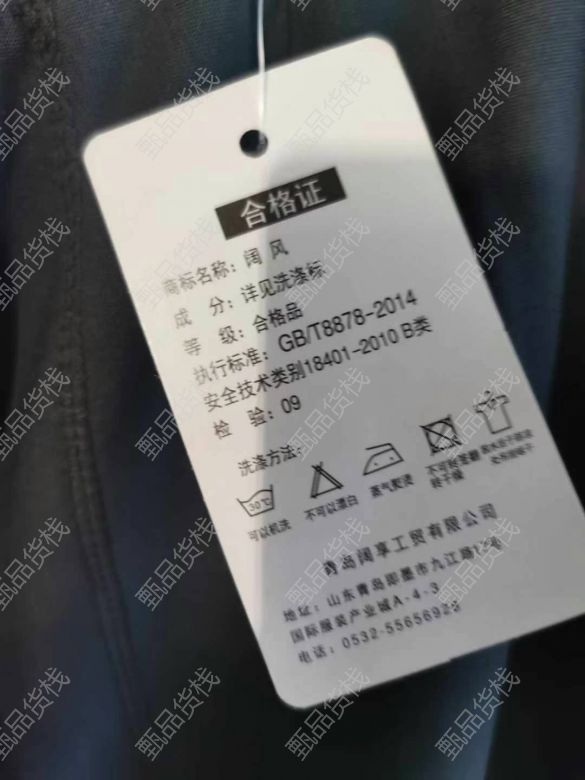 合格证
商标名称：阔 风
成 分：详见洗涤标
等 级：合格品
执行标准：GB/T8878-2014
安全技术类别18401-2010 B类
检 验：09
洗涤方法：
30℃
可以机洗
不可以漂白
蒸气熨烫
青岛阔享工贸有限公司
地址：山东青岛即墨市九江路
国际服装产业城A-4-3
电话：0532-55656928
甄品货栈